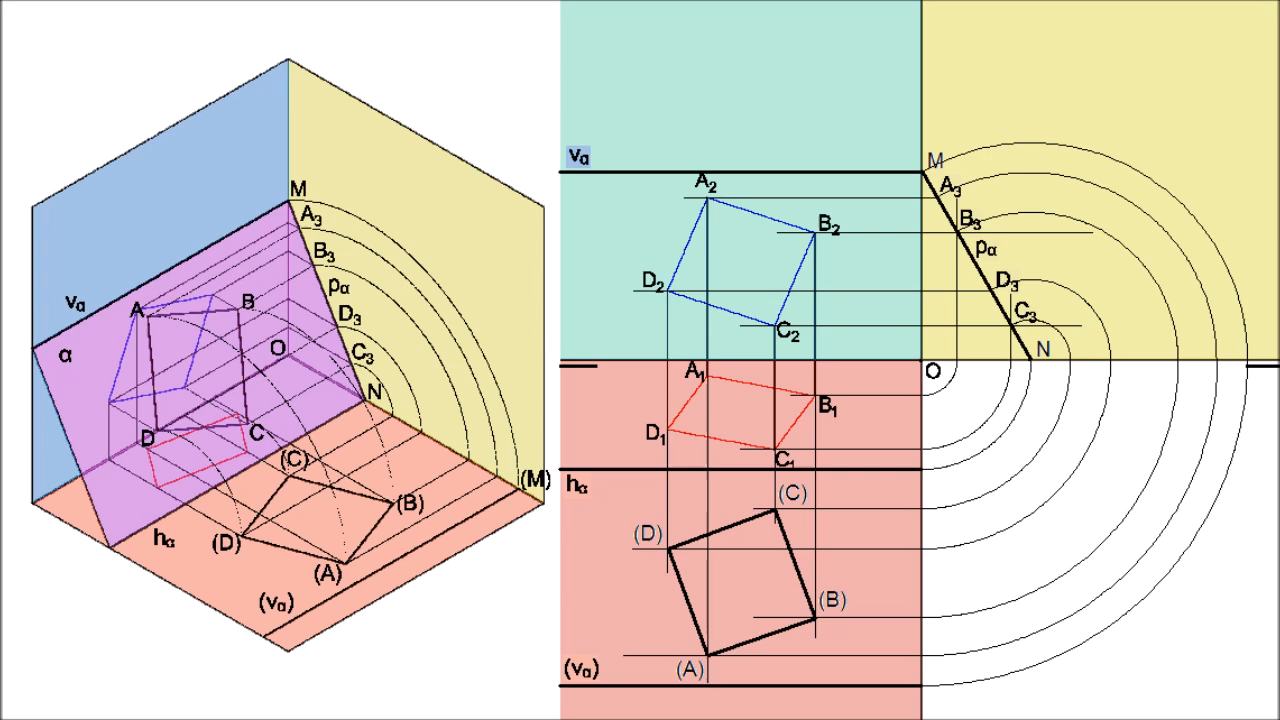 M
A₃
B₃
pα
vα
A
B
D₃
α
O
C₃
N
D
C
(C)
(M)
(B)
hα
(D)
(A)
(vα)
vα
M
A₂
A₃
B₂
B₃
pα
D₂
D₃
C₂
C₃
N
A₁
O
B₁
D₁
C₁
hα
(C)
(D)
(B)
(vα)
(A)